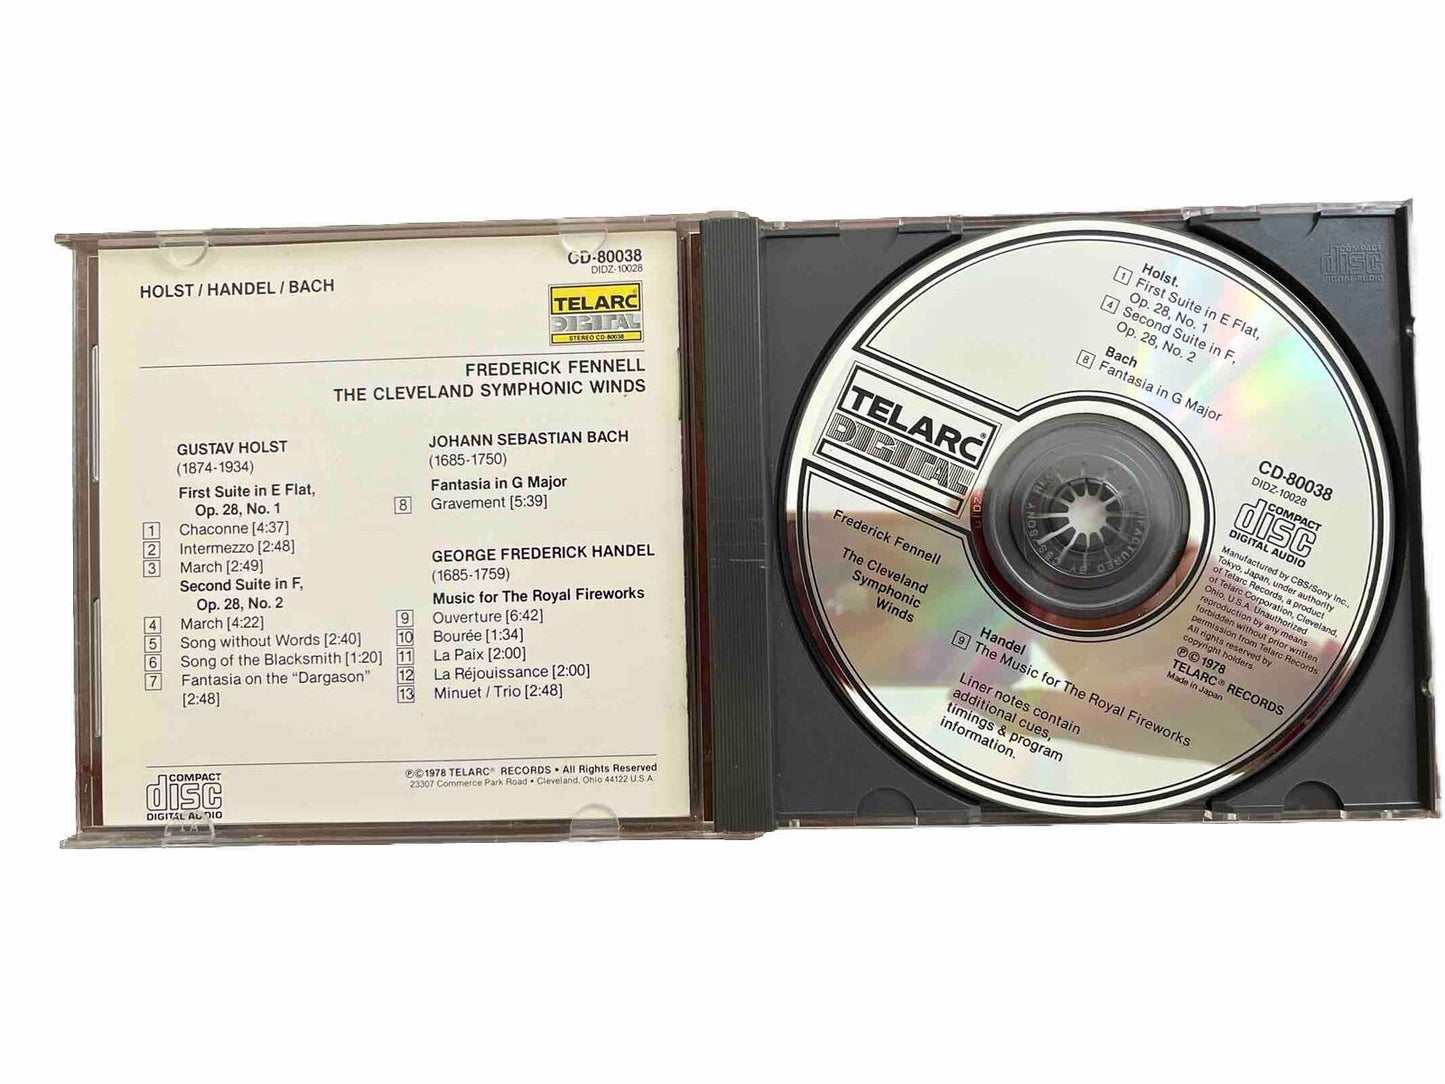 HOLST / HANDEL / BACH
CD-80038
DIDZ-10028
TELARC®
DIGITAL
STEREO CD-80038
FREDERICK FENNELL
THE CLEVELAND SYMPHONIC WINDS
GUSTAV HOLST
(1874-1934)
First Suite in E Flat,
Op. 28, No. 1
1 Chaconne [4:37]
2 Intermezzo [2:48]
3 March [2:49]
Second Suite in F,
Op. 28, No. 2
4 March [4:22]
5 Song without Words [2:40]
6 Song of the Blacksmith [1:20]
7 Fantasia on the “Dargason”
[2:48]
JOHANN SEBASTIAN BACH
(1685-1750)
Fantasia in G Major
8 Gravement [5:39]
GEORGE FREDERICK HANDEL
(1685-1759)
Music for The Royal Fireworks
9 Ouverture [6:42]
10 Bourée [1:34]
11 La Paix [2:00]
12 La Réjouissance [2:00]
13 Minuet / Trio [2:48]
COMPACT
disc
DIGITAL AUDIO
℗©1978 TELARC® RECORDS • All Rights Reserved
23307 Commerce Park Road • Cleveland, Ohio 44122 U.S.A.
COMPACT
disc
DIGITAL AUDIO
Holst.
1 First Suite in E Flat,
Op. 28, No. 1
4 Second Suite in F,
Op. 28, No. 2
Bach
8 Fantasia in G Major
TELARC®
DIGITAL
CD-80038
DIDZ-10028
COMPACT
disc
DIGITAL AUDIO
Frederick Fennell
The Cleveland
Symphonic
Winds
Manufactured by CBS/Sony Inc.,
Tokyo, Japan, under authority
of Telarc Records, a product
of Telarc Corporation, Cleveland,
Ohio. U.S.A. Unauthorized
reproduction by any means
forbidden without prior written
permission from Telarc Records.
All rights reserved by
copyright holders.
℗©1978
TELARC® RECORDS
Made in Japan
Handel
9 The Music for The Royal Fireworks
Liner notes contain
additional cues,
timings & program
information.